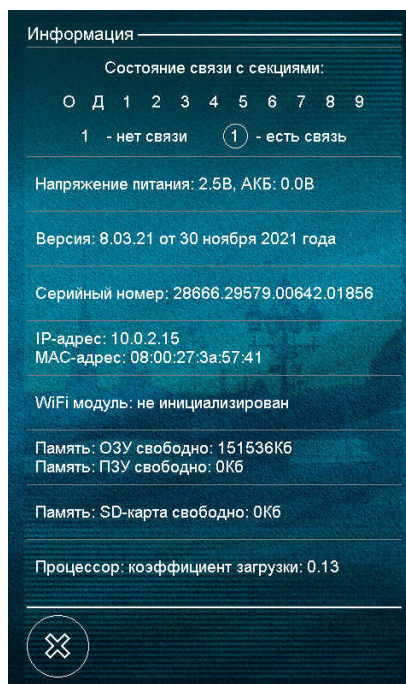 Информация
Состояние связи с секциями:
О Д 1 2 3 4 5 6 7 8 9
1 - нет связи 1 - есть связь
Напряжение питания: 2.5В, АКБ: 0.0В
Версия: 8.03.21 от 30 ноября 2021 года
Серийный номер: 28666.29579.00642.01856
IP-адрес: 10.0.2.15
MAC-адрес: 08:00:27:3a:57:41
WiFi модуль: не инициализирован
Память: ОЗУ свободно: 151536Кб
Память: ПЗУ свободно: 0Кб
Память: SD-карта свободно: 0Кб
Процессор: коэффициент загрузки: 0.13